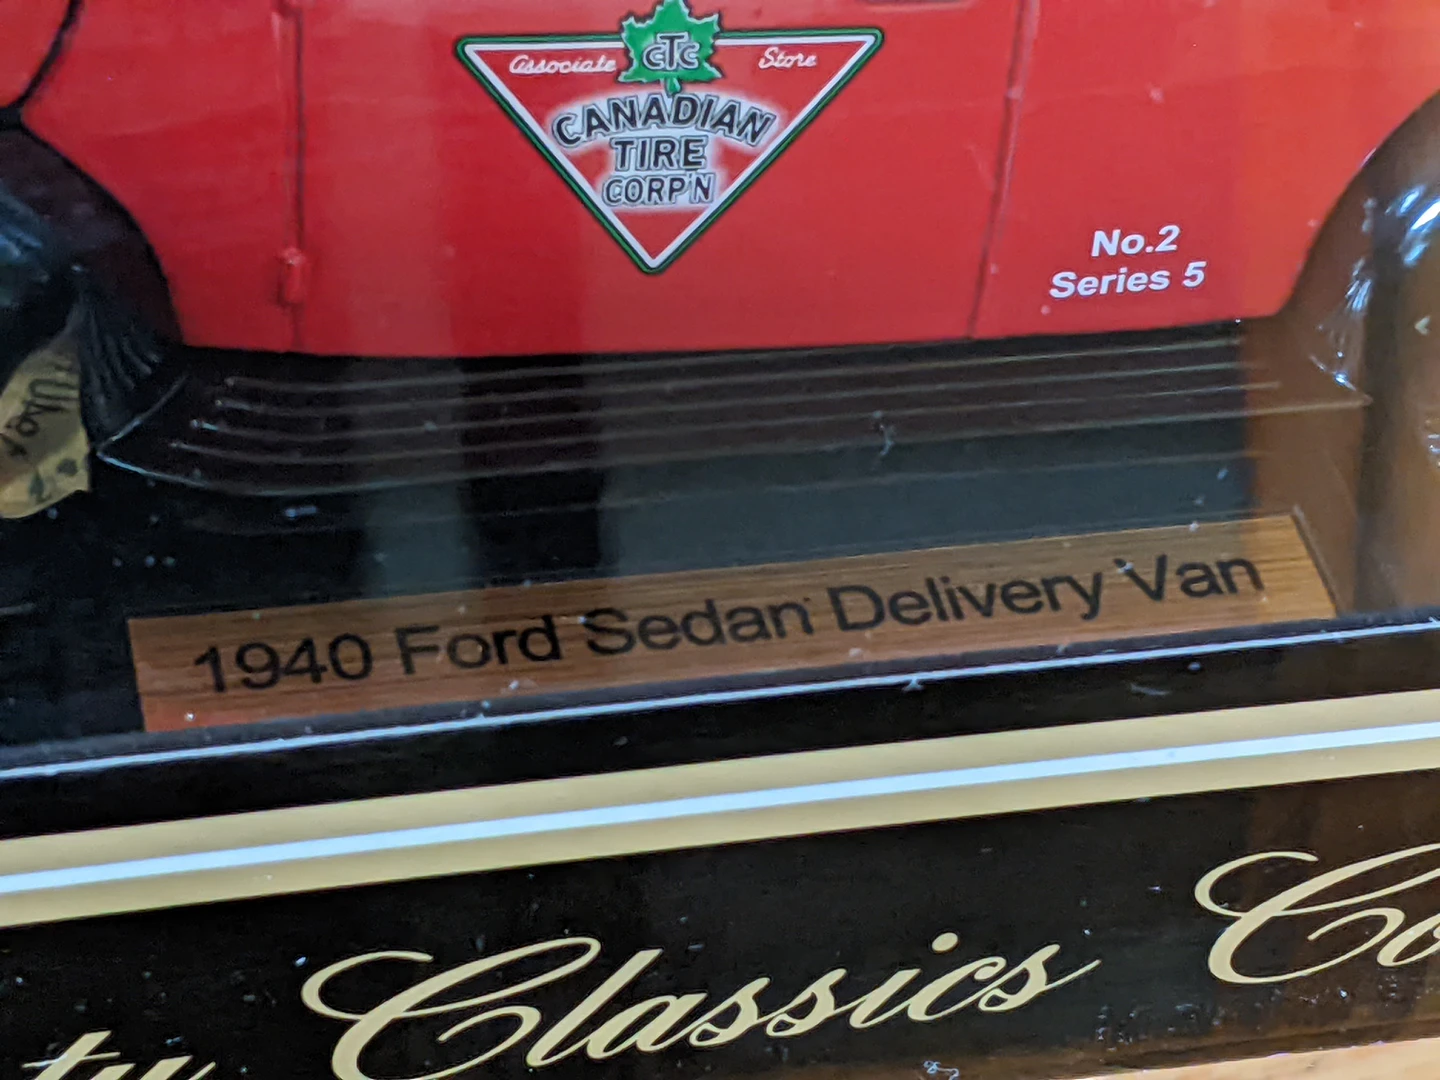 Associate CTC Store
CANADIAN
TIRE
CORP'N
No.2
Series 5
1940 Ford Sedan Delivery Van
Classics